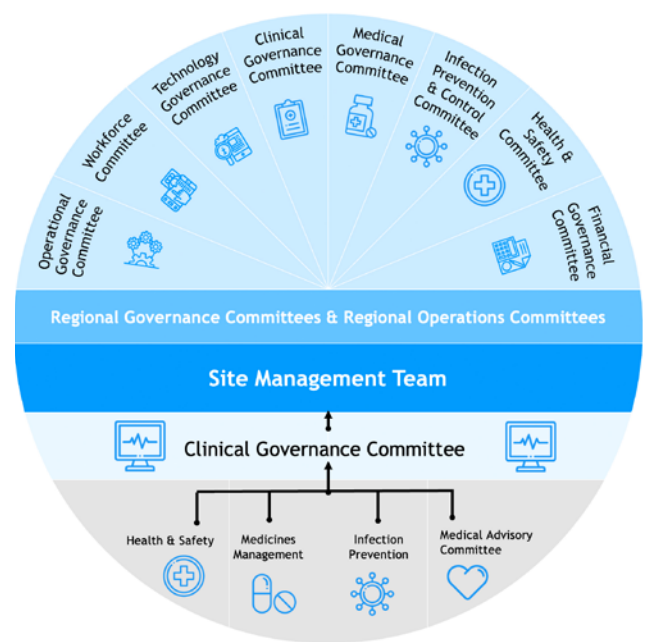 Operational
Governance
Committee
Workforce
Committee
Technology
Governance
Committee
Clinical
Governance
Committee
Medical
Governance
Committee
Infection
Prevention
& Control
Committee
Health &
Safety
Committee
Financial
Governance
Committee
Regional Governance Committees & Regional Operations Committees
Site Management Team
Clinical Governance Committee
Health & Safety
Medicines
Management
Infection
Prevention
Medical Advisory
Committee